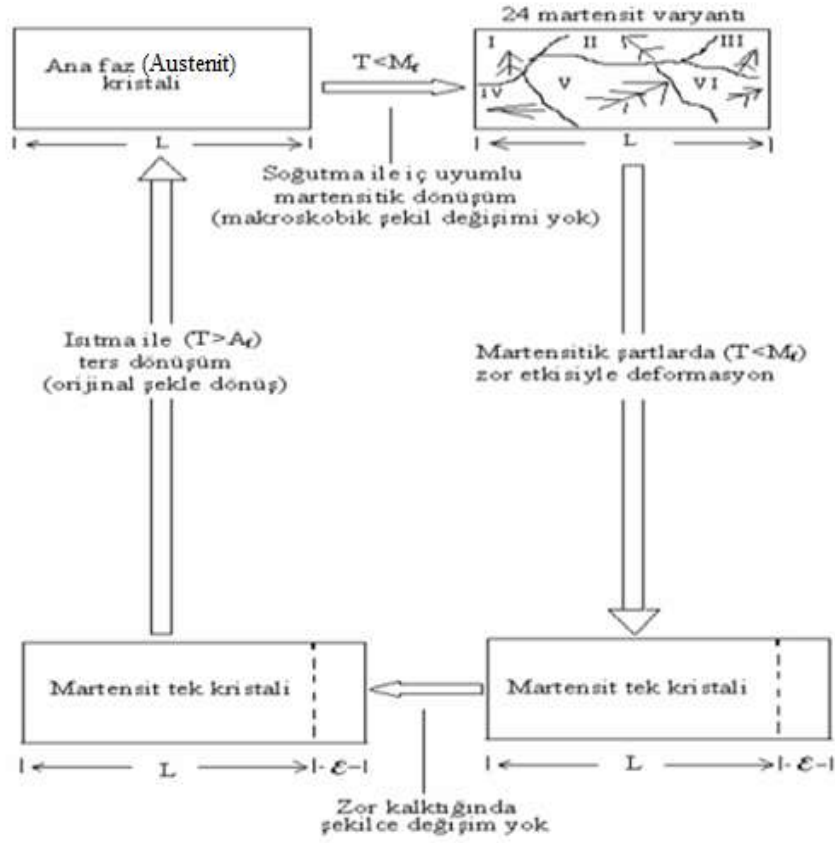 24 martensit varyantı
Ana faz (Austenit)
kristali
T<Mf
I
II
III
IV
V
VI
L
L
Soğutma ile iç uyumlu
martensitik dönüşüm
(makroskobik şekil değişimi yok)
Isıtma ile (T>Af)
ters dönüşüm
(orijinal şekle dönüş)
Martensitik şartlarda (T<Mf)
zor etkisiyle deformasyon
Martensit tek kristali
Martensit tek kristali
L
ε
L
ε
Zor kalktığında
şekilce değişim yok